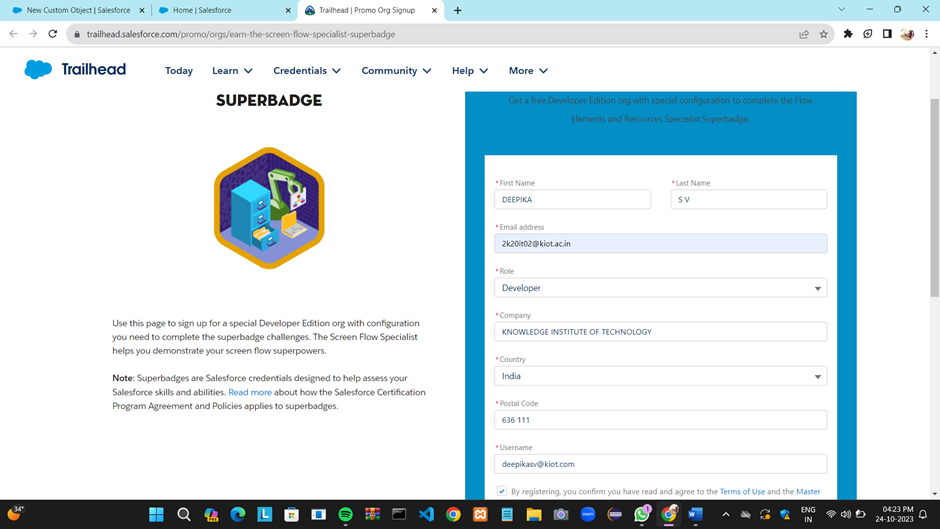 New Custom Object | Salesforce
Home | Salesforce
Trailhead | Promo Org Signup
trailhead.salesforce.com/promo/orgs/earn-the-screen-flow-specialist-superbadge
Trailhead
Today
Learn
Credentials
Community
Help
More
SUPERBADGE
Use this page to sign up for a special Developer Edition org with configuration
you need to complete the superbadge challenges. The Screen Flow Specialist
helps you demonstrate your screen flow superpowers.
Note: Superbadges are Salesforce credentials designed to help assess your
Salesforce skills and abilities. Read more about how the Salesforce Certification
Program Agreement and Policies applies to superbadges.
Get a free Developer Edition org with special configuration to complete the Flow
Elements and Resources Specialist Superbadge.
* First Name
DEEPIKA
* Last Name
S V
* Email address
2k20it02@kiot.ac.in
* Role
Developer
* Company
KNOWLEDGE INSTITUTE OF TECHNOLOGY
* Country
India
* Postal Code
636 111
* Username
deepikasv@kiot.com
By registering, you confirm you have read and agree to the Terms of Use and the Master
34°
ENG
IN
04:23 PM
24-10-2023